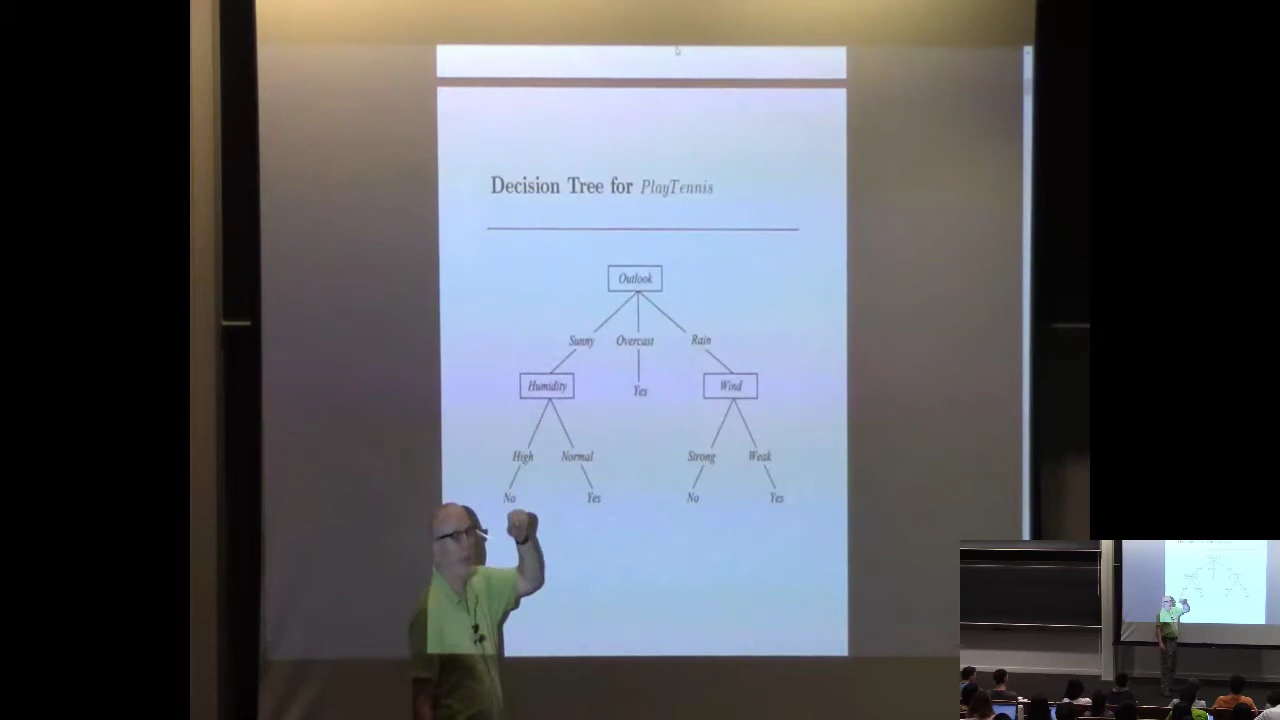 Decision Tree for PlayTennis
Outlook
Sunny Overcast Rain
Humidity Yes Wind
High Normal Strong Weak
No Yes No Yes